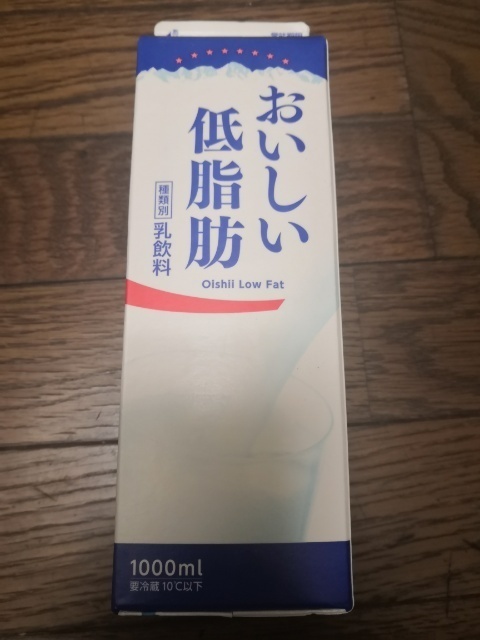 おいしい
低脂肪
種類別 乳飲料
Oishii Low Fat
1000ml
要冷蔵 10℃以下